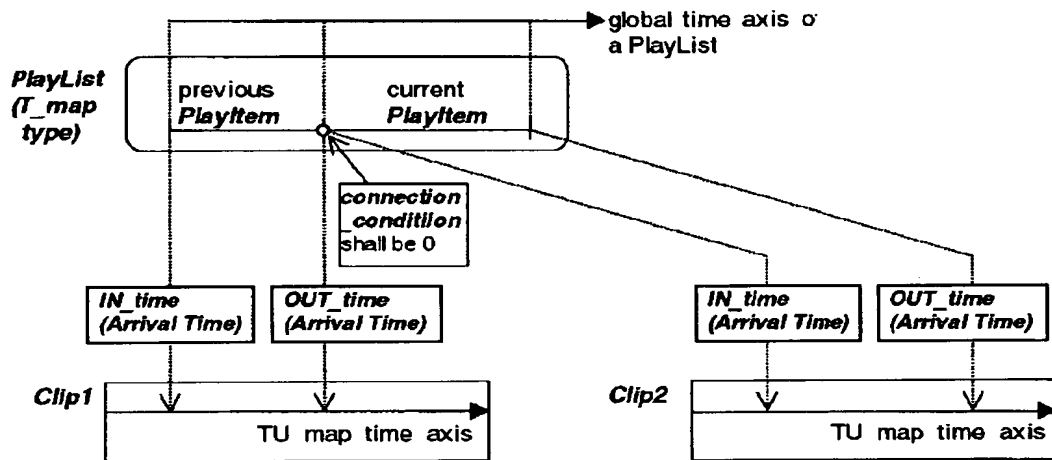 global time axis o
a PlayList
PlayList
(T_map
type)
previous
PlayItem
current
PlayItem
connection
_conditiion
shall be 0
IN_time
(Arrival Time)
OUT_time
(Arrival Time)
IN_time
(Arrival Time)
OUT_time
(Arrival Time)
Clip1
TU map time axis
Clip2
TU map time axis